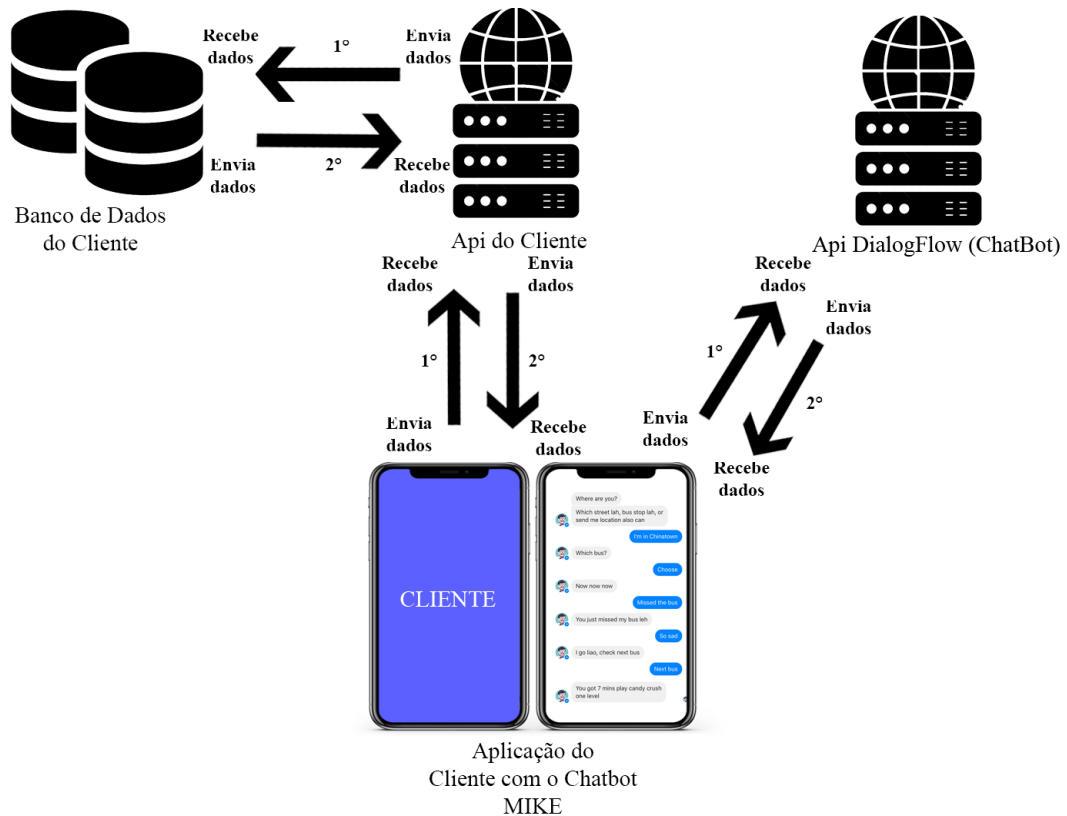 Recebe
dados
1°
Envia
dados
Envia
dados
2°
Recebe
dados
Banco de Dados
do Cliente
Api do Cliente
Api DialogFlow (ChatBot)
Recebe
dados
Envia
dados
1°
2°
Envia
dados
Recebe
dados
Recebe
dados
Envia
dados
1°
2°
Envia
dados
Recebe
dados
CLIENTE
Where are you?
Which street lah, bus stop lah, or
send me location also can
I'm in Chinatown
Which bus?
Choose
Now now now
Missed the bus
You just missed my bus leh
So sad
I go liao, check next bus
Next bus
You got 7 mins play candy crush
one level
Aplicação do
Cliente com o Chatbot
MIKE